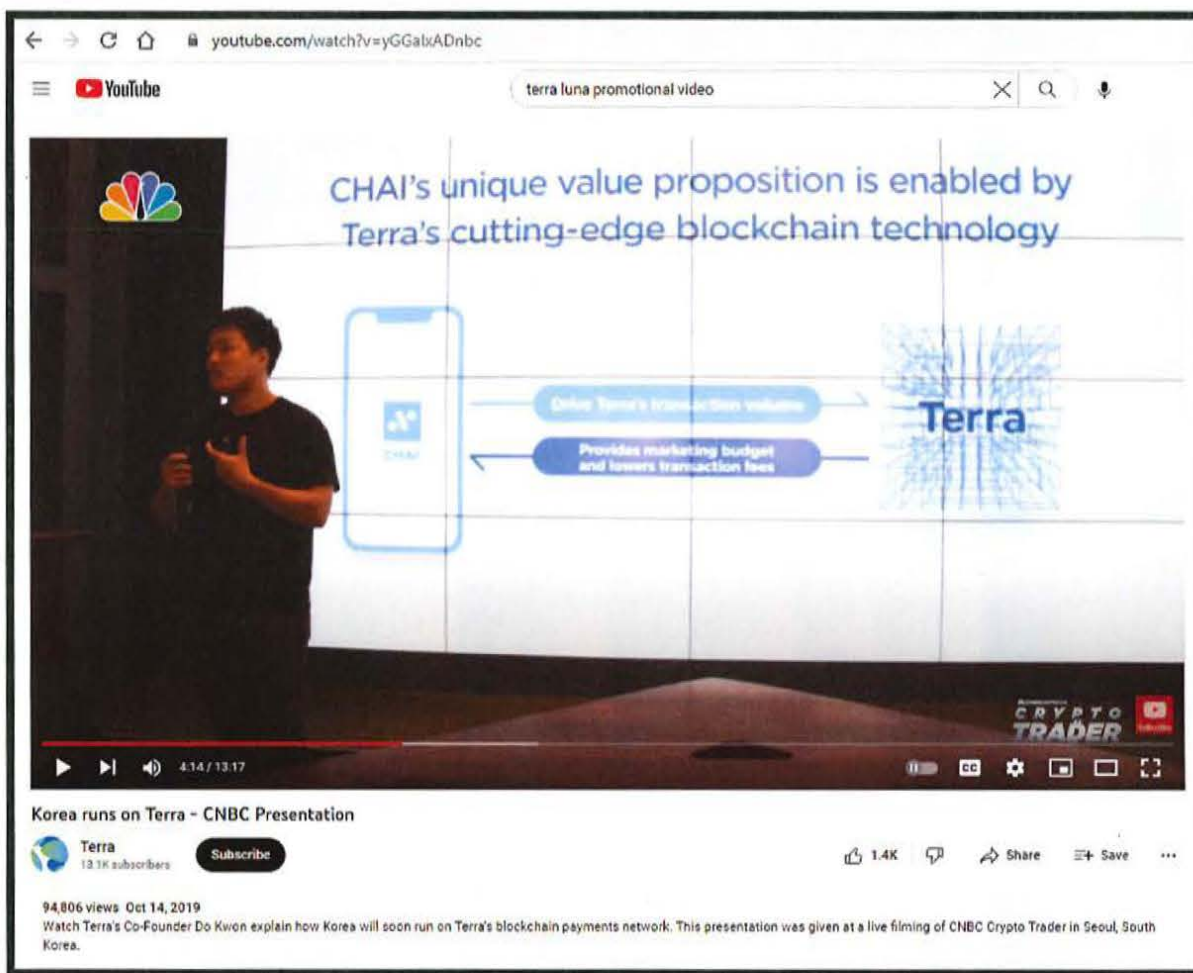 youtube.com/watch?v=yGGalxADnbc
YouTube
terra luna promotional video
CHAI's unique value proposition is enabled by
Terra's cutting-edge blockchain technology
CHAI
Drive Terra's transaction volume
Provides marketing budget
and lowers transaction fees
Terra
CRYPTO
TRADER
Subscribe
4:14 / 13:17
CC
Korea runs on Terra - CNBC Presentation
Terra
13.1K subscribers
Subscribe
1.4K
Share
Save
94,806 views Oct 14, 2019
Watch Terra's Co-Founder Do Kwon explain how Korea will soon run on Terra's blockchain payments network. This presentation was given at a live filming of CNBC Crypto Trader in Seoul, South
Korea.